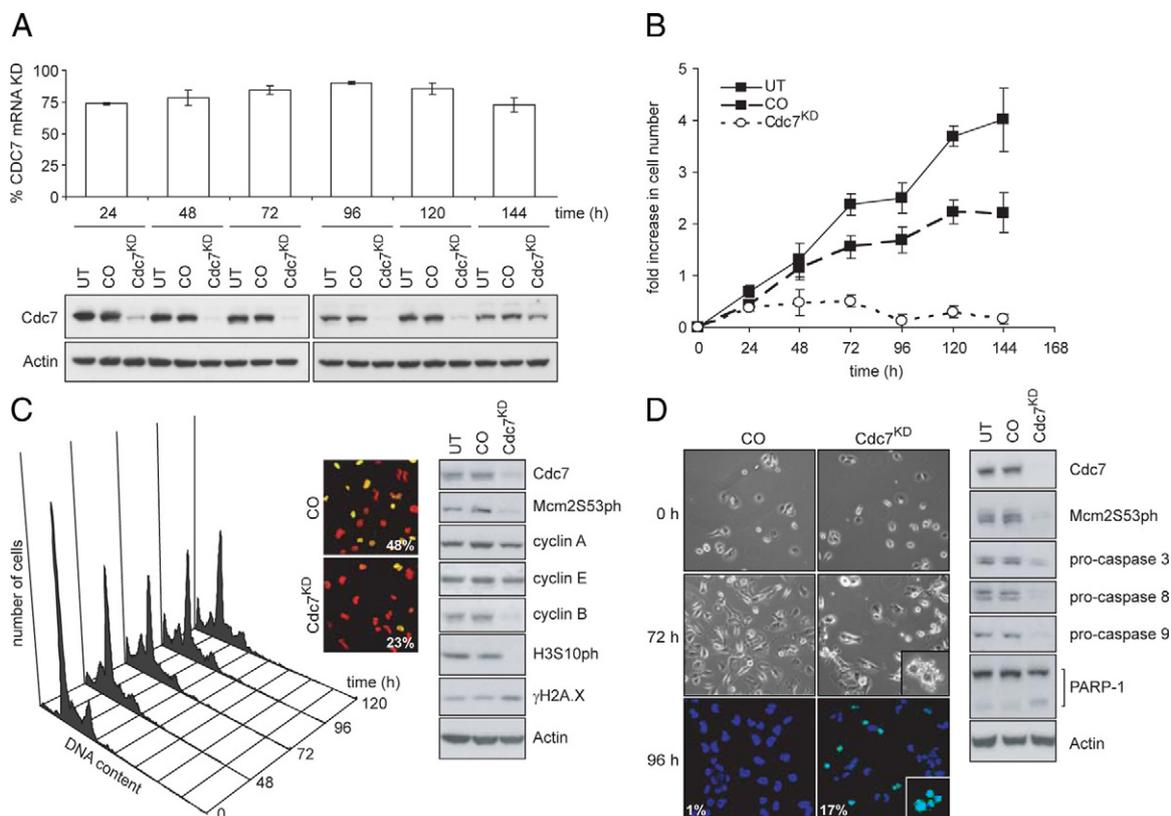 A
% CDC7 mRNA KD
100
75
50
25
0
24 48 72 96 120 144 time (h)
UT CO Cdc7KD UT CO Cdc7KD UT CO Cdc7KD UT CO Cdc7KD UT CO Cdc7KD UT CO Cdc7KD
Cdc7
Actin
B
fold increase in cell number
5
4
3
2
1
0
UT
CO
Cdc7KD
0 24 48 72 96 120 144 168
time (h)
C
number of cells
DNA content
time (h)
120
96
72
48
0
CO
48%
Cdc7KD
23%
UT CO Cdc7KD
Cdc7
Mcm2S53ph
cyclin A
cyclin E
cyclin B
H3S10ph
γH2A.X
Actin
D
CO Cdc7KD
0 h
72 h
96 h
1% 17%
UT CO Cdc7KD
Cdc7
Mcm2S53ph
pro-caspase 3
pro-caspase 8
pro-caspase 9
PARP-1
Actin